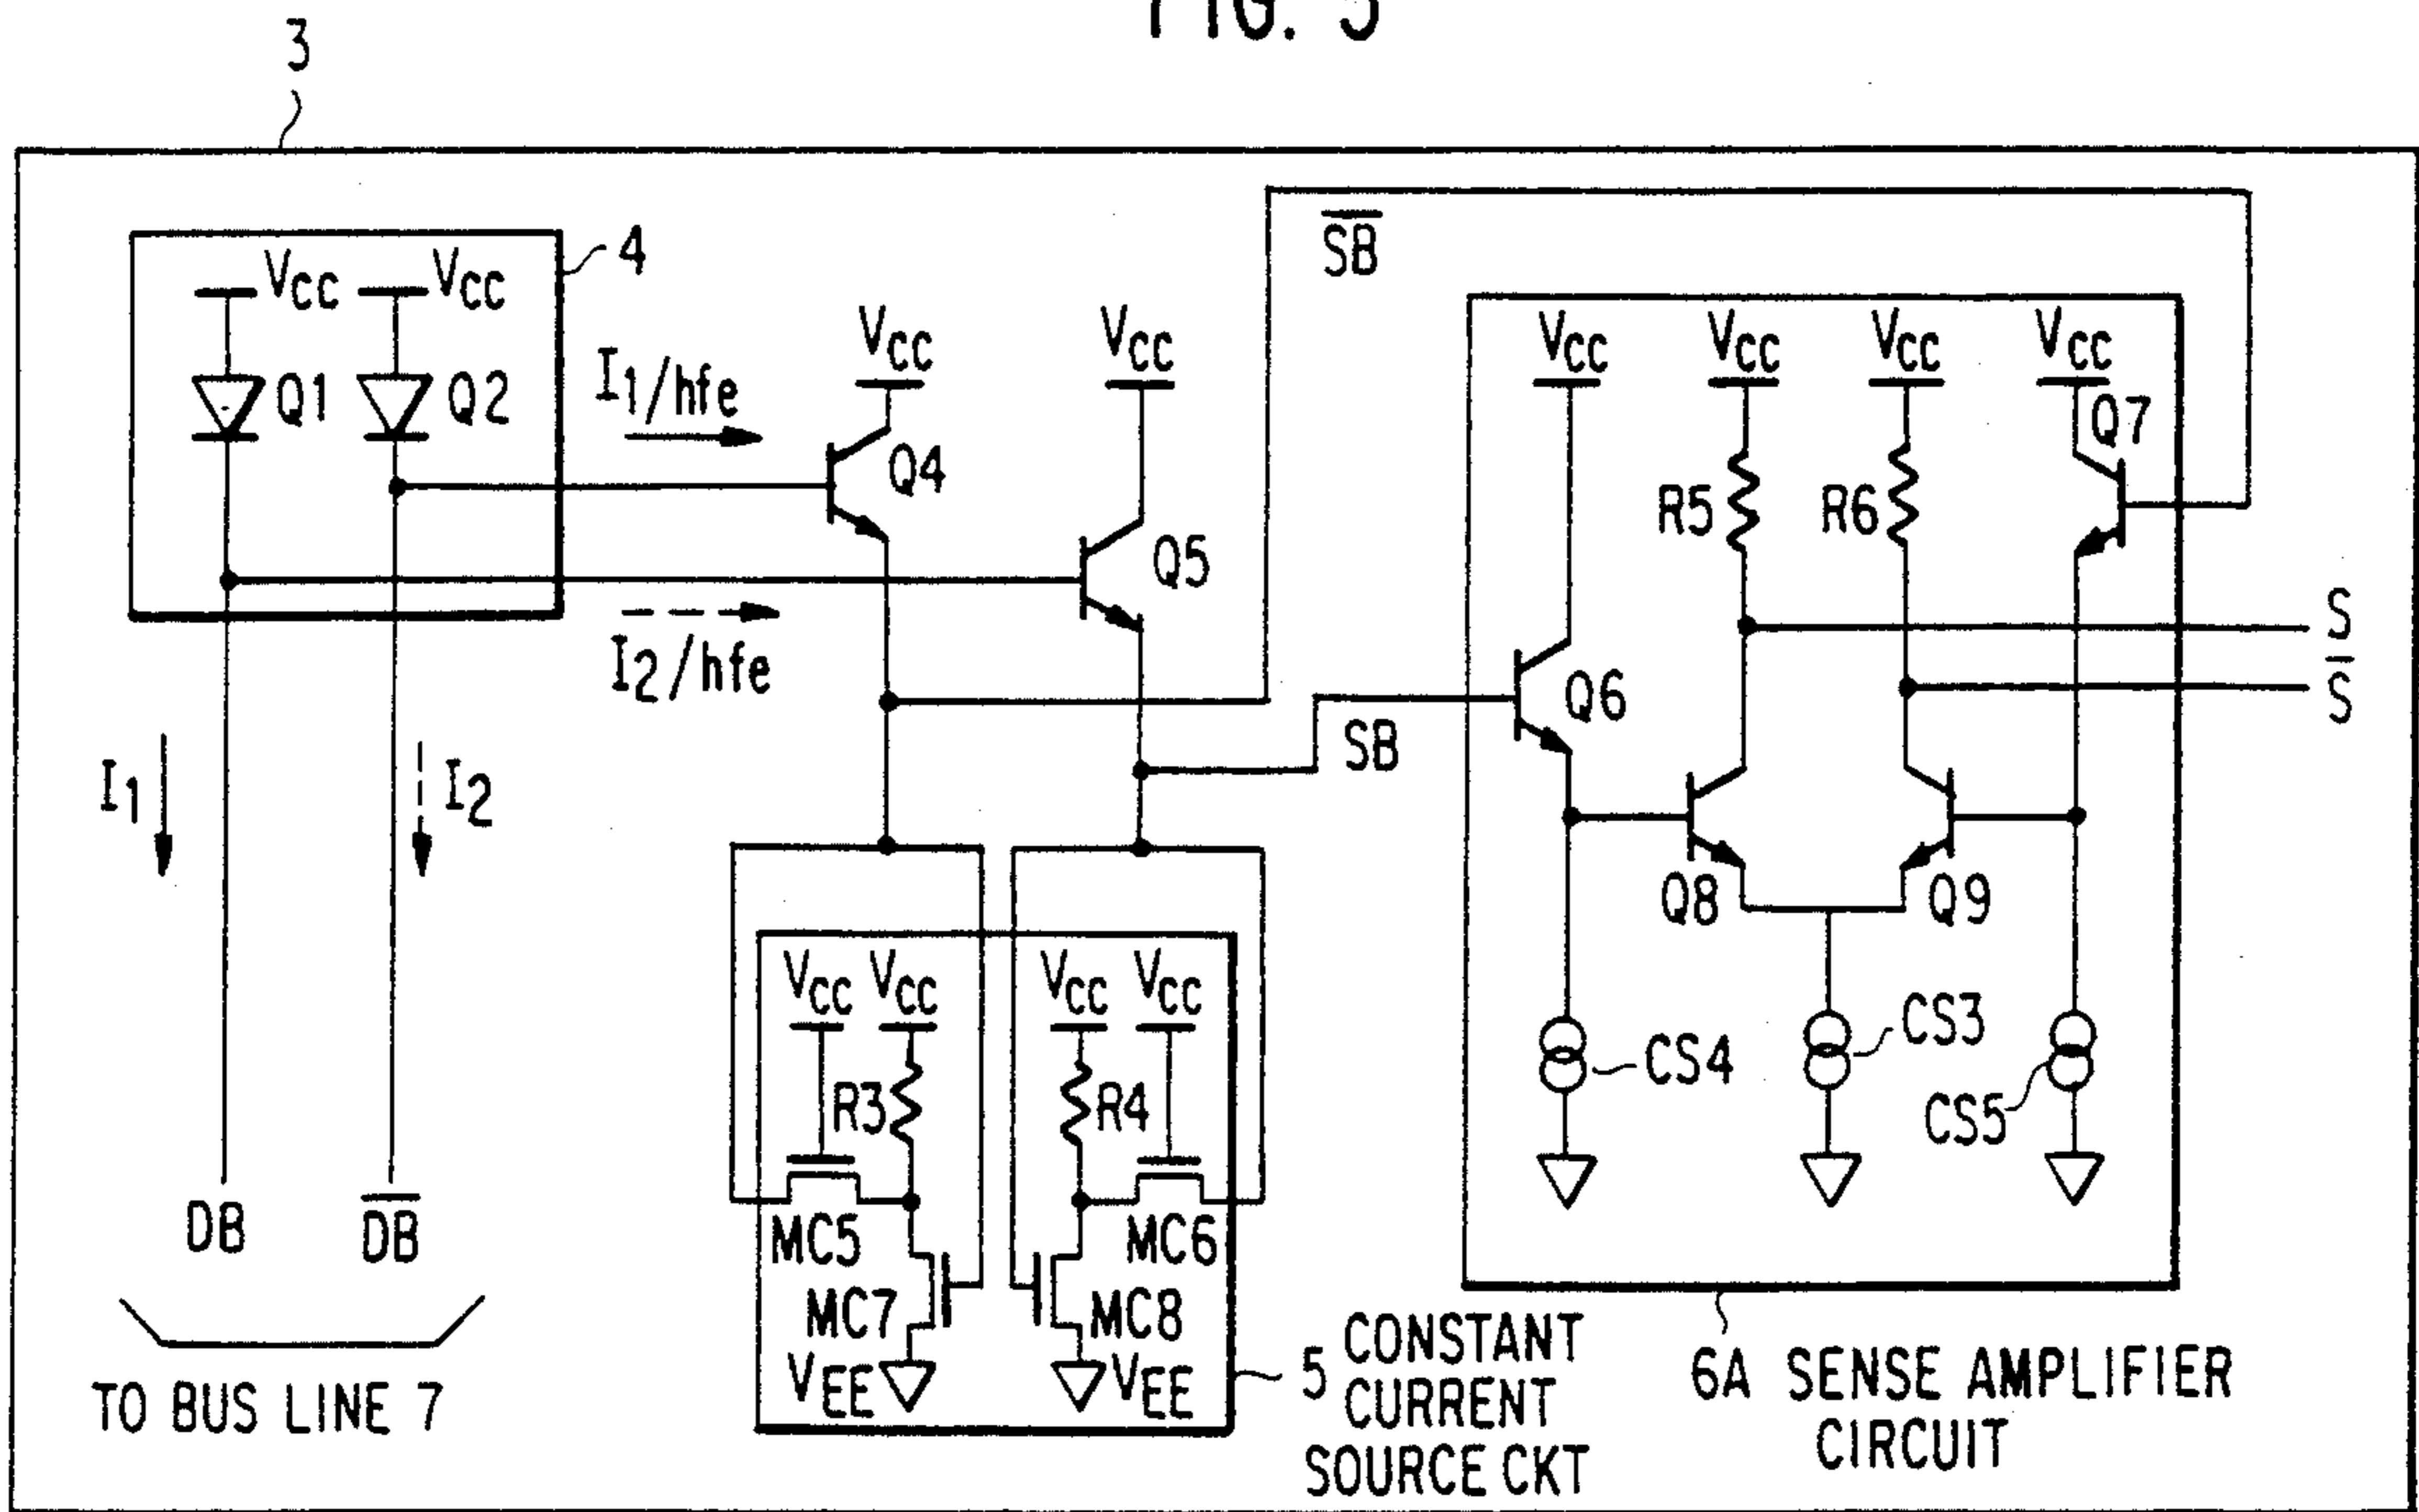 FIG. 5
3
4
VCC VCC
Q1 Q2
I1/hfe
I2/hfe
VCC VCC
Q4
Q5
S̅B̅
SB
VCC VCC VCC VCC
Q7
R5 R6
Q6
S
S̅
Q8 Q9
CS4 CS3
CS5
I1 I2
DB D̅B̅
TO BUS LINE 7
VCC VCC VCC VCC
R3 R4
MC5 MC6
MC7 MC8
VEE VEE
5 CONSTANT
CURRENT
SOURCE CKT
6A SENSE AMPLIFIER
CIRCUIT